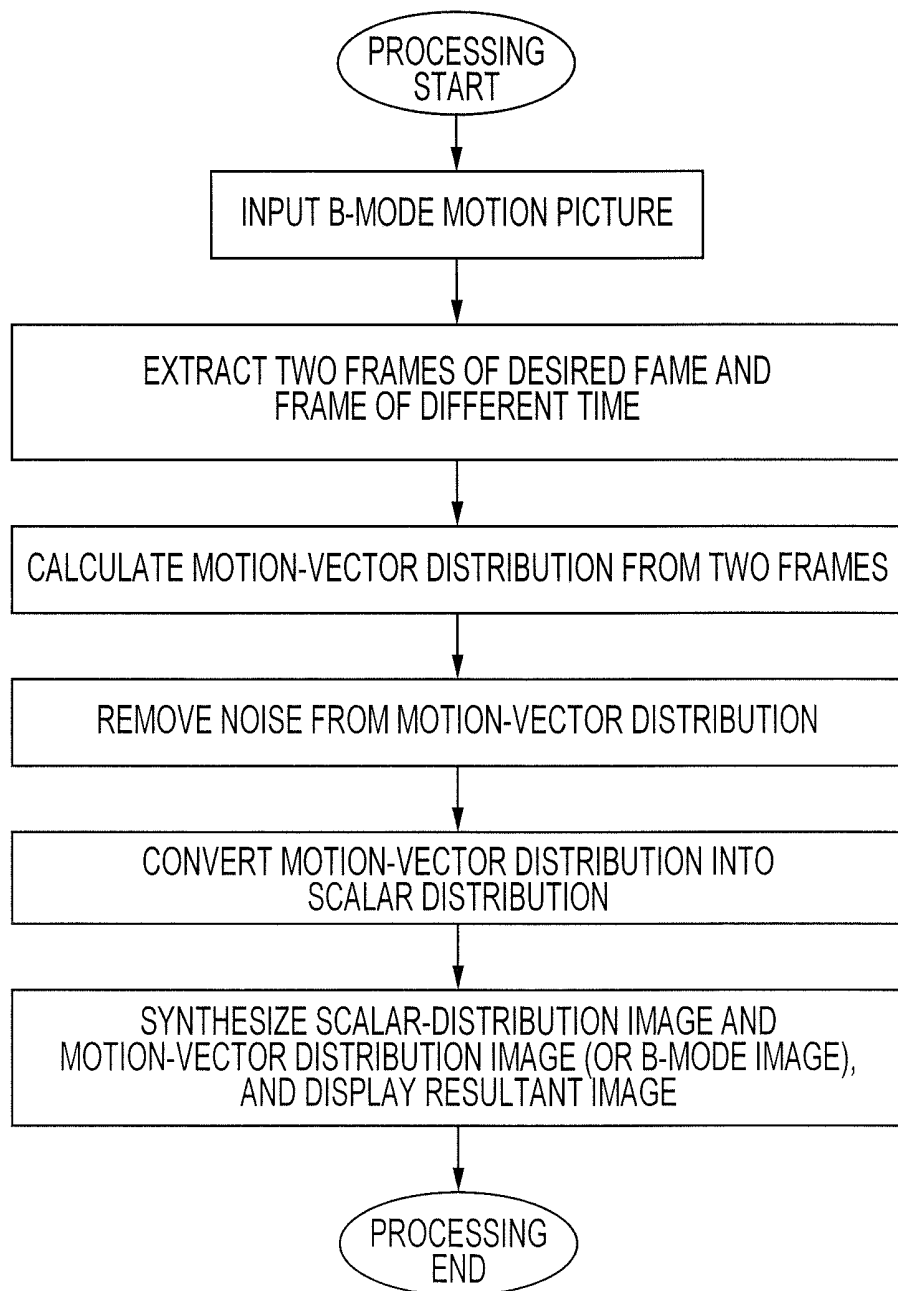 PROCESSING
START
INPUT B-MODE MOTION PICTURE
EXTRACT TWO FRAMES OF DESIRED FAME AND
FRAME OF DIFFERENT TIME
CALCULATE MOTION-VECTOR DISTRIBUTION FROM TWO FRAMES
REMOVE NOISE FROM MOTION-VECTOR DISTRIBUTION
CONVERT MOTION-VECTOR DISTRIBUTION INTO
SCALAR DISTRIBUTION
SYNTHESIZE SCALAR-DISTRIBUTION IMAGE AND
MOTION-VECTOR DISTRIBUTION IMAGE (OR B-MODE IMAGE),
AND DISPLAY RESULTANT IMAGE
PROCESSING
END